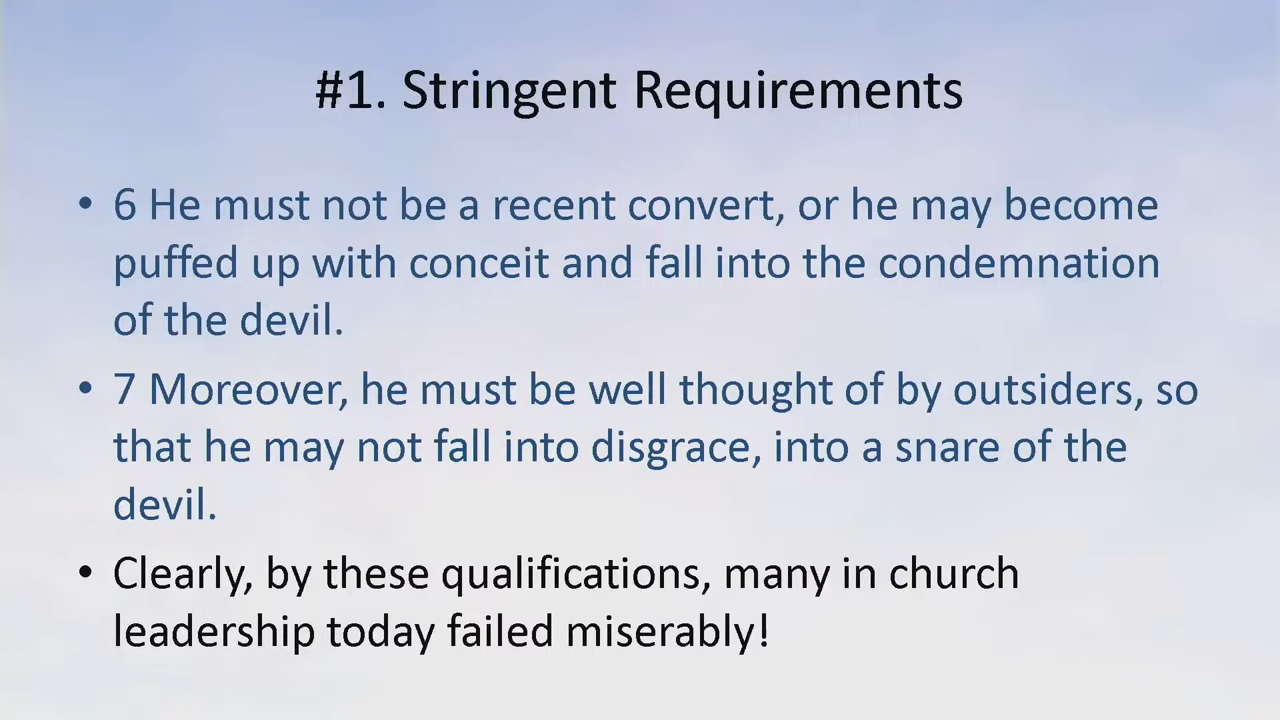 #1. Stringent Requirements
• 6 He must not be a recent convert, or he may become
puffed up with conceit and fall into the condemnation
of the devil.
• 7 Moreover, he must be well thought of by outsiders, so
that he may not fall into disgrace, into a snare of the
devil.
• Clearly, by these qualifications, many in church
leadership today failed miserably!